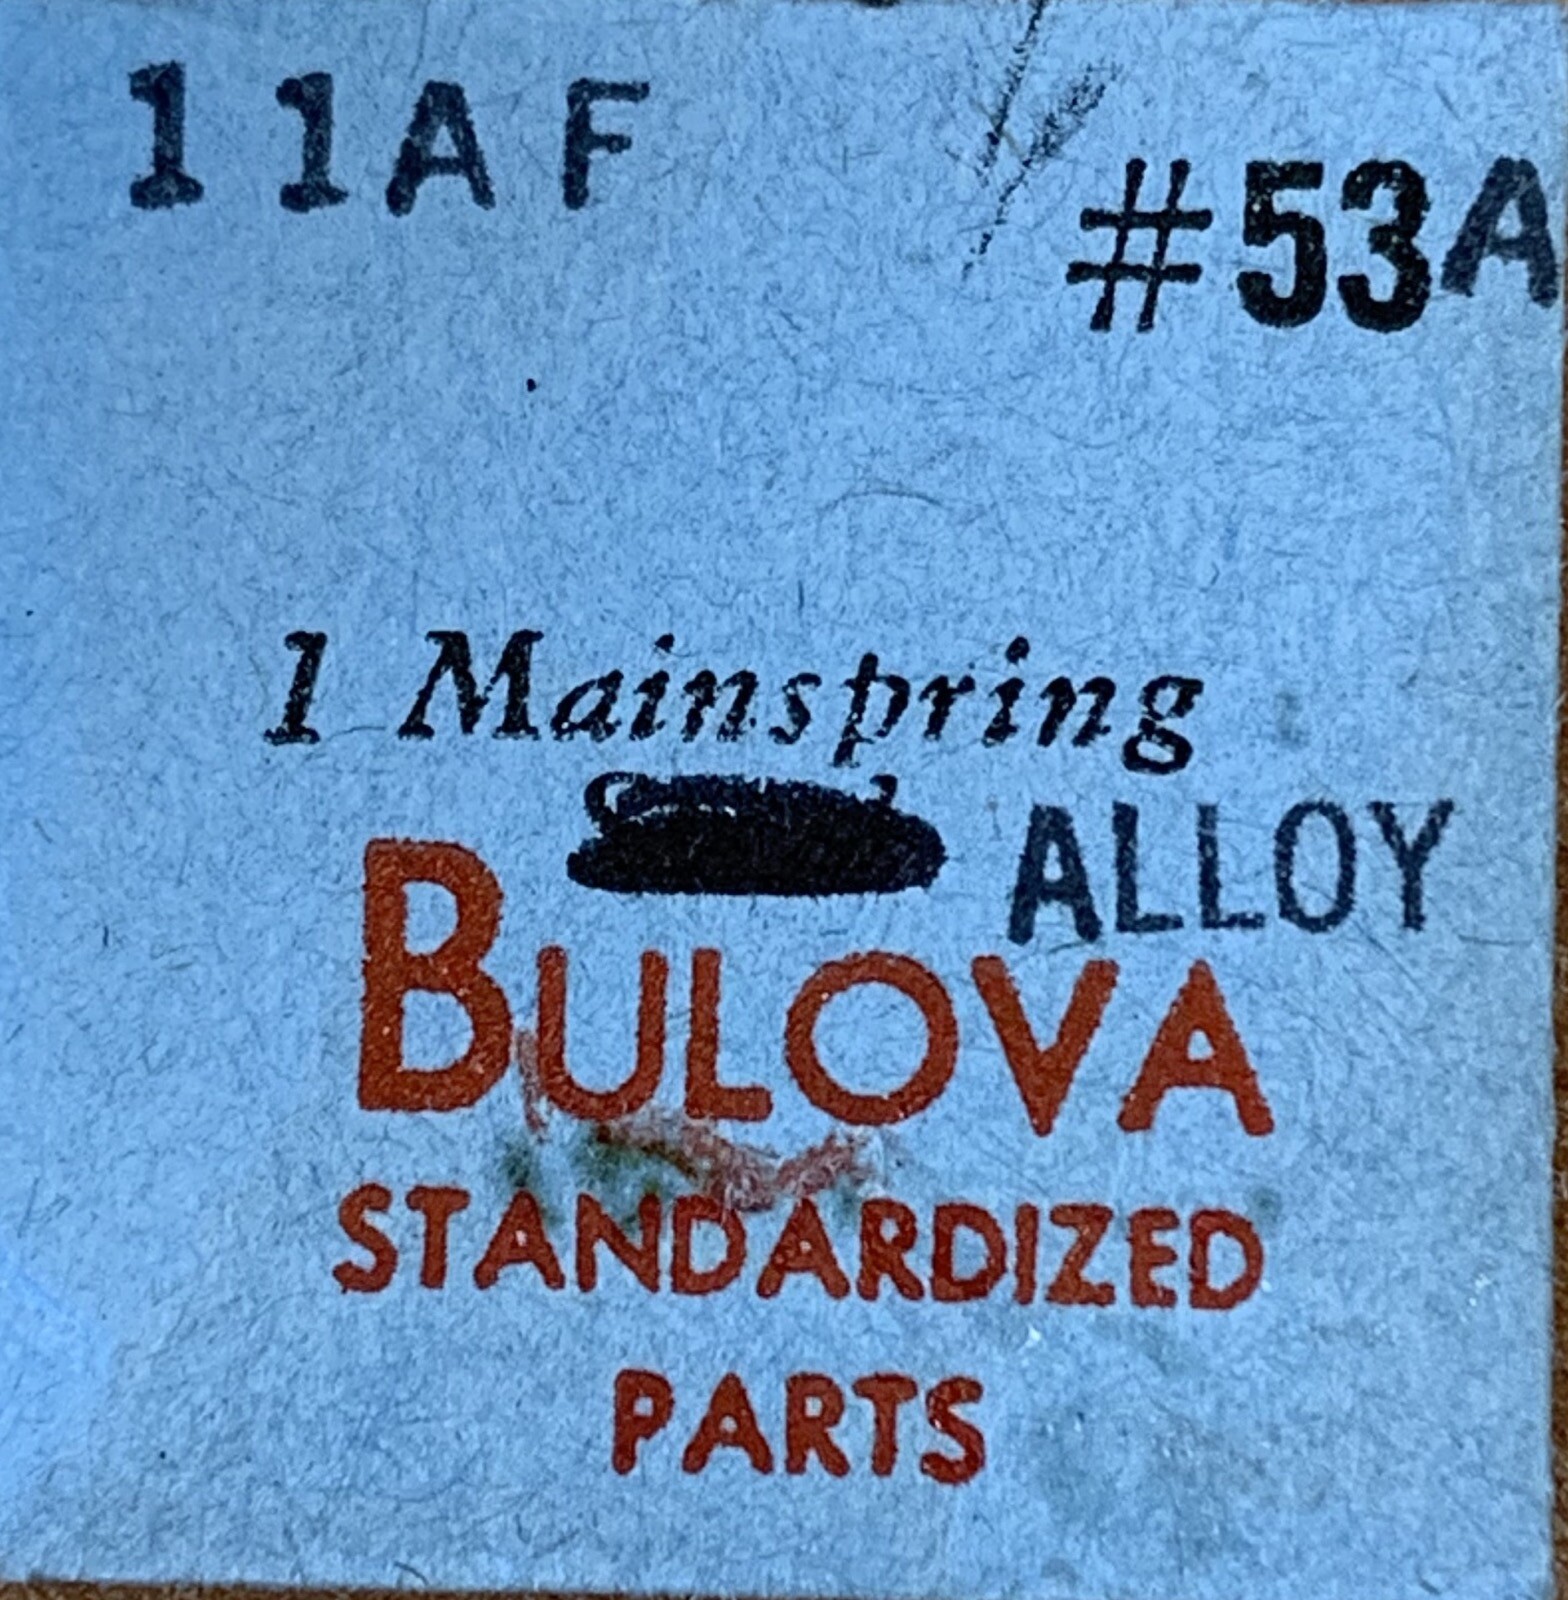 11AF
#53A
1 Mainspring
ALLOY
BULOVA
STANDARDIZED
PARTS